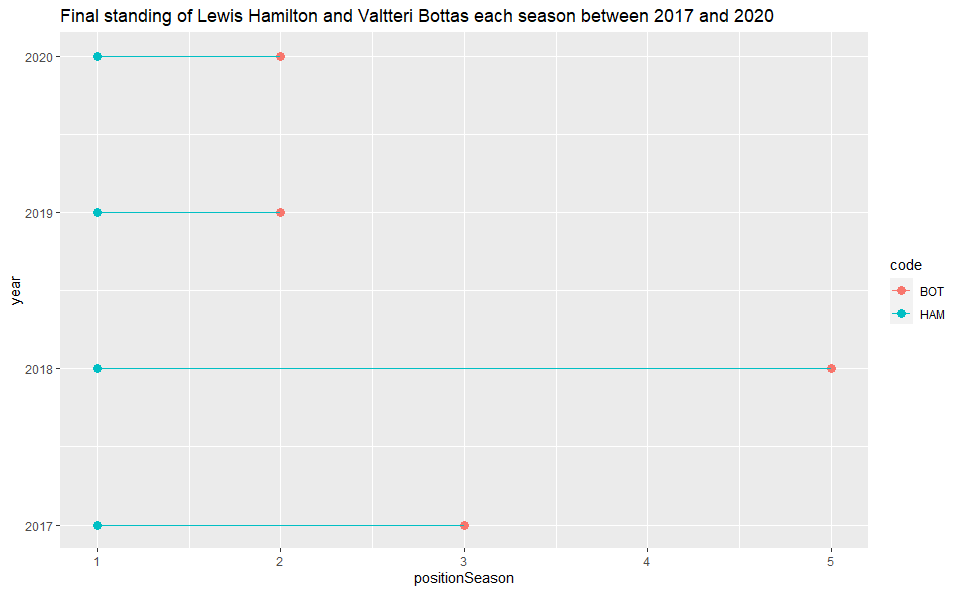 Final standing of Lewis Hamilton and Valtteri Bottas each season between 2017 and 2020
2020
2019
2018
2017
year
1 2 3 4 5
positionSeason
code
BOT
HAM